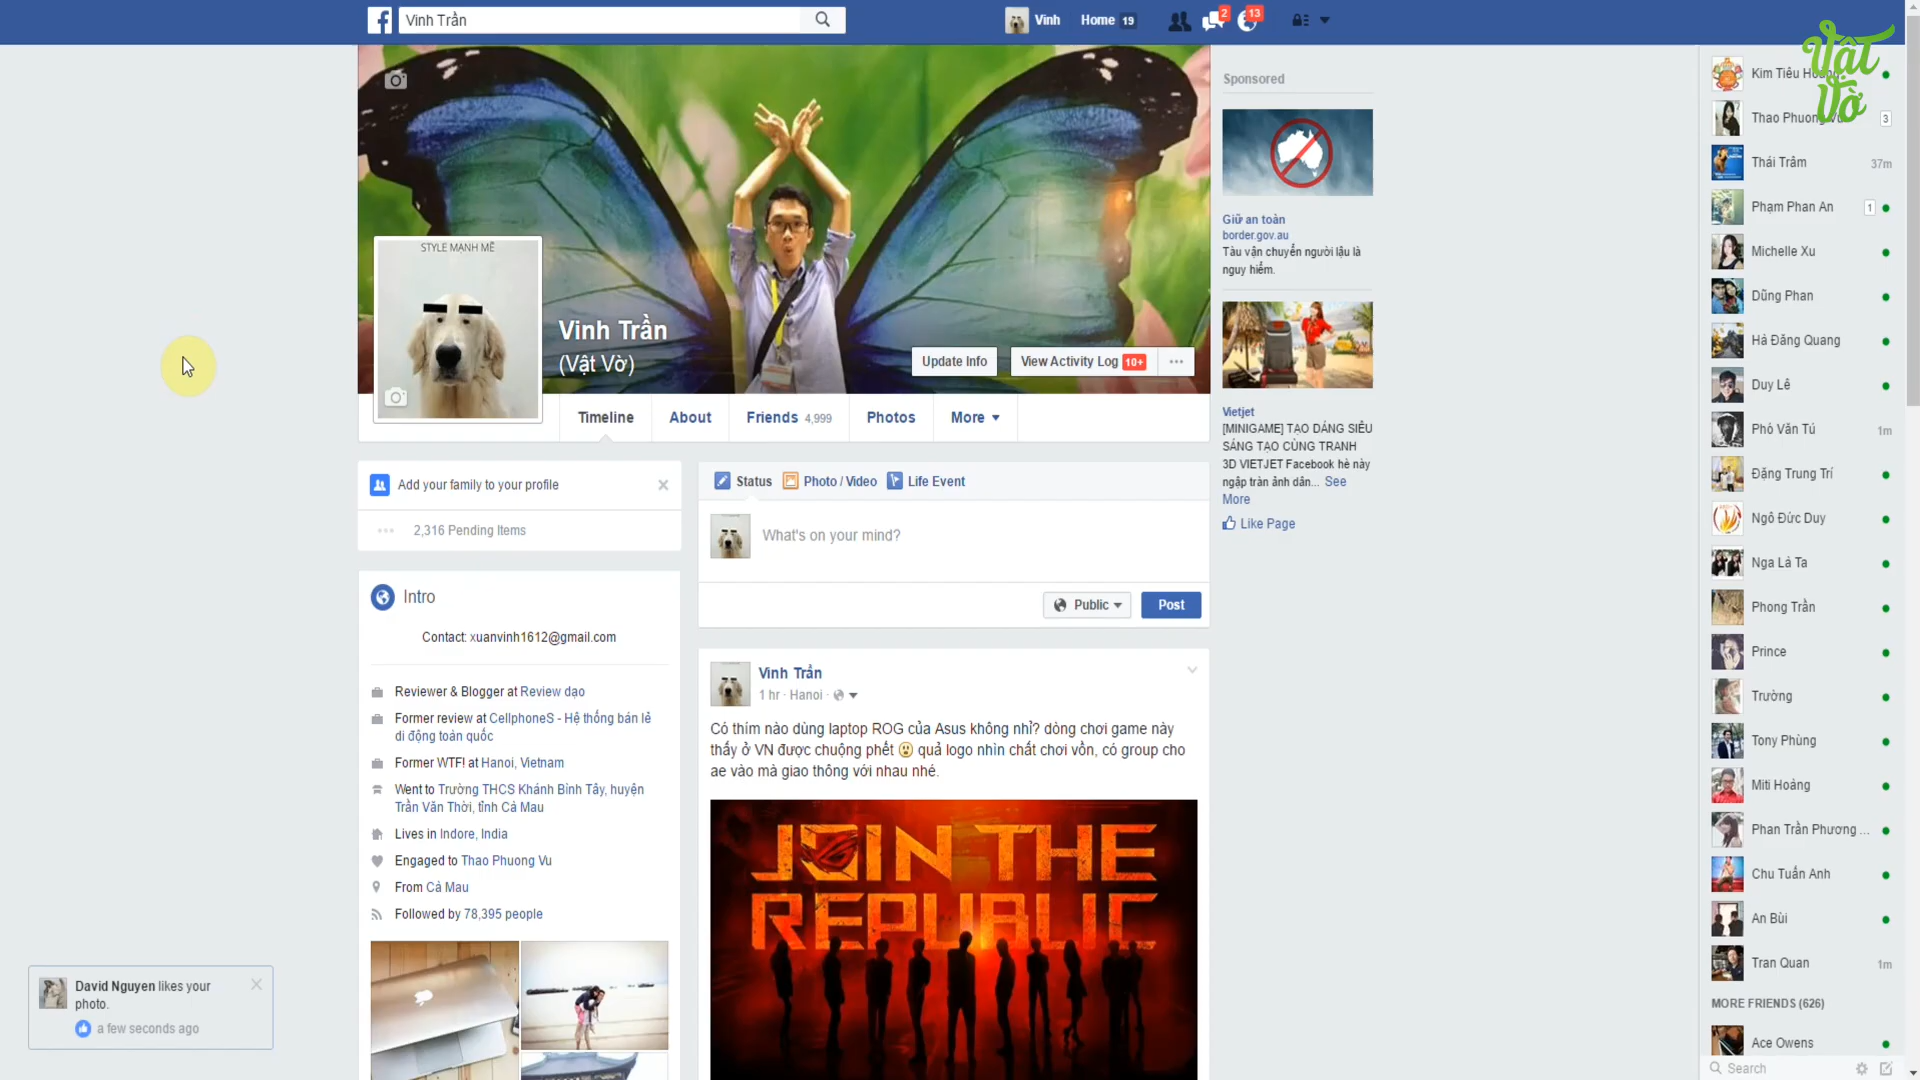 Vinh Trần
Vinh
Home 19
2
13
Vật
Vờ
STYLE MẠNH MẼ
Vinh Trần
(Vật Vờ)
Update Info
View Activity Log 10+
Timeline
About
Friends 4,999
Photos
More
Add your family to your profile
2,316 Pending Items
Intro
Contact: xuanvinh1612@gmail.com
Reviewer & Blogger at Review dạo
Former review at CellphoneS - Hệ thống bán lẻ
di động toàn quốc
Former WTF! at Hanoi, Vietnam
Went to Trường THCS Khánh Bình Tây, huyện
Trần Văn Thời, tỉnh Cà Mau
Lives in Indore, India
Engaged to Thao Phuong Vu
From Cà Mau
Followed by 78,395 people
David Nguyen likes your
photo.
a few seconds ago
Status
Photo / Video
Life Event
What's on your mind?
Public
Post
Vinh Trần
1 hr · Hanoi ·
Có thím nào dùng laptop ROG của Asus không nhỉ? dòng chơi game này
thấy ở VN được chuộng phết 😮 quả logo nhìn chất chơi vồn, có group cho
ae vào mà giao thông với nhau nhé.
JOIN THE
REPUBLIC
Sponsored
Giữ an toàn
border.gov.au
Tàu vận chuyển người lậu là
nguy hiểm.
Vietjet
[MINIGAME] TẠO DÁNG SIÊU
SÁNG TẠO CÙNG TRANH
3D VIETJET Facebook hè này
ngập tràn ảnh dán... See
More
Like Page
Kim Tiêu
Thao Phuong
3
Thái Trâm
37m
Phạm Phan An
1
Michelle Xu
Dũng Phan
Hà Đăng Quang
Duy Lê
Phó Văn Tú
1m
Đặng Trung Trí
Ngô Đức Duy
Nga Lá Ta
Phong Trần
Prince
Trường
Tony Phùng
Miti Hoàng
Phan Trần Phương ...
Chu Tuấn Anh
An Bùi
Tran Quan
1m
MORE FRIENDS (626)
Ace Owens
Search